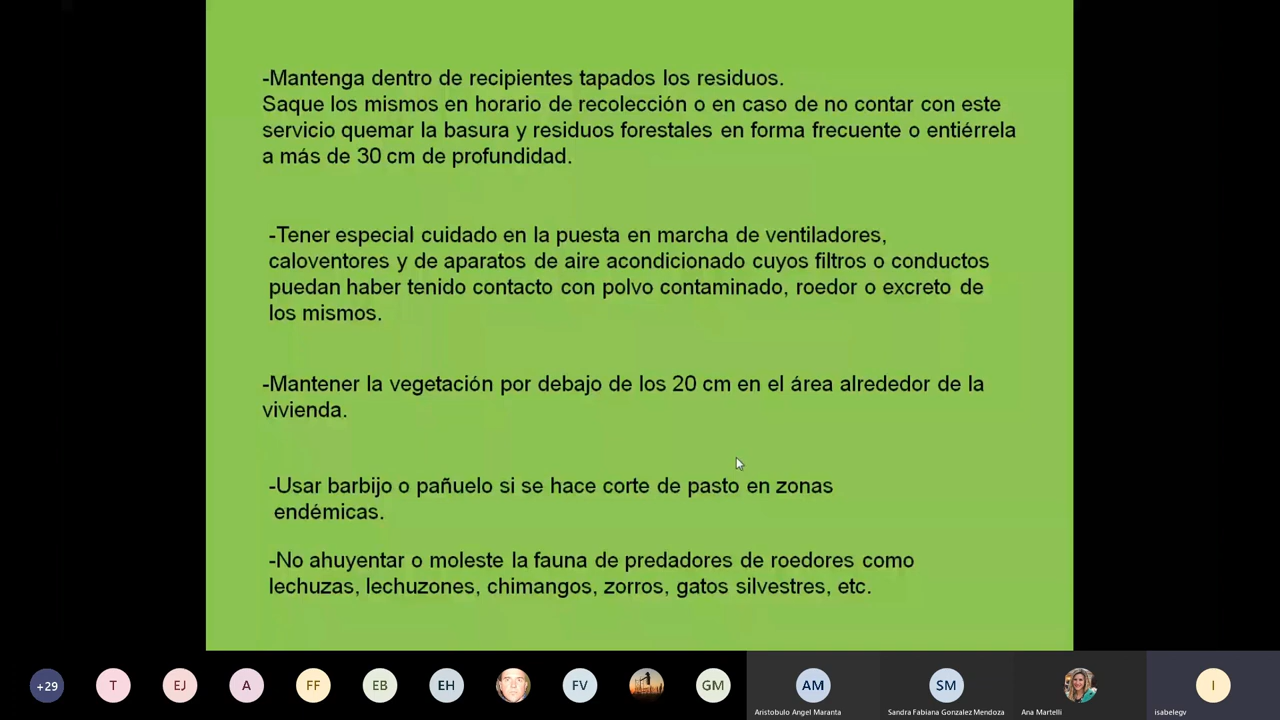 -Mantenga dentro de recipientes tapados los residuos.
Saque los mismos en horario de recolección o en caso de no contar con este
servicio quemar la basura y residuos forestales en forma frecuente o entiérrela
a más de 30 cm de profundidad.
-Tener especial cuidado en la puesta en marcha de ventiladores,
caloventores y de aparatos de aire acondicionado cuyos filtros o conductos
puedan haber tenido contacto con polvo contaminado, roedor o excreto de
los mismos.
-Mantener la vegetación por debajo de los 20 cm en el área alrededor de la
vivienda.
-Usar barbijo o pañuelo si se hace corte de pasto en zonas
endémicas.
-No ahuyentar o moleste la fauna de predadores de roedores como
lechuzas, lechuzones, chimangos, zorros, gatos silvestres, etc.
+29 T EJ A FF EB EH FV GM AM SM I
Aristobulo Angel Maranta Sandra Fabiana Gonzalez Mendoza Ana Martelli isabelegv